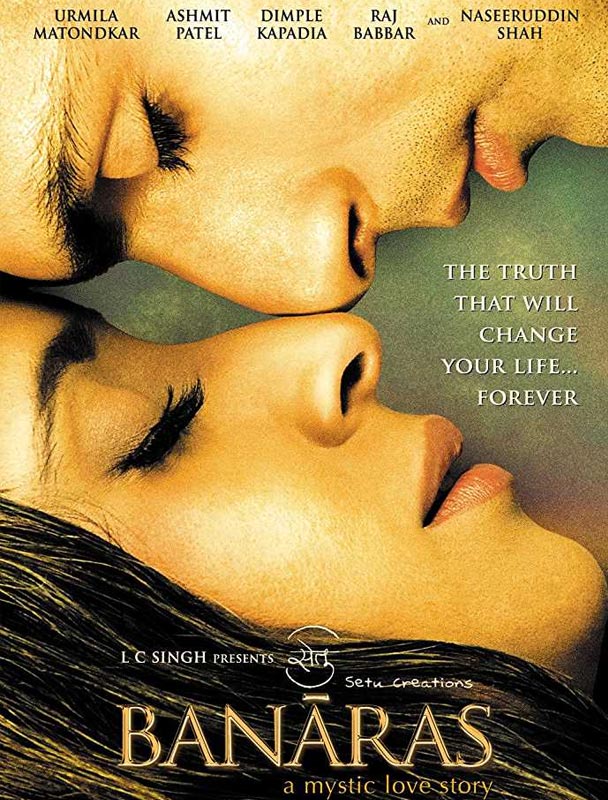 URMILA MATONDKAR
ASHMIT PATEL
DIMPLE KAPADIA
RAJ BABBAR
AND
NASEERUDDIN SHAH
THE TRUTH
THAT WILL
CHANGE
YOUR LIFE...
FOREVER
L C SINGH PRESENTS
सेतु
Setu Creations
BANĀRAS
a mystic love story